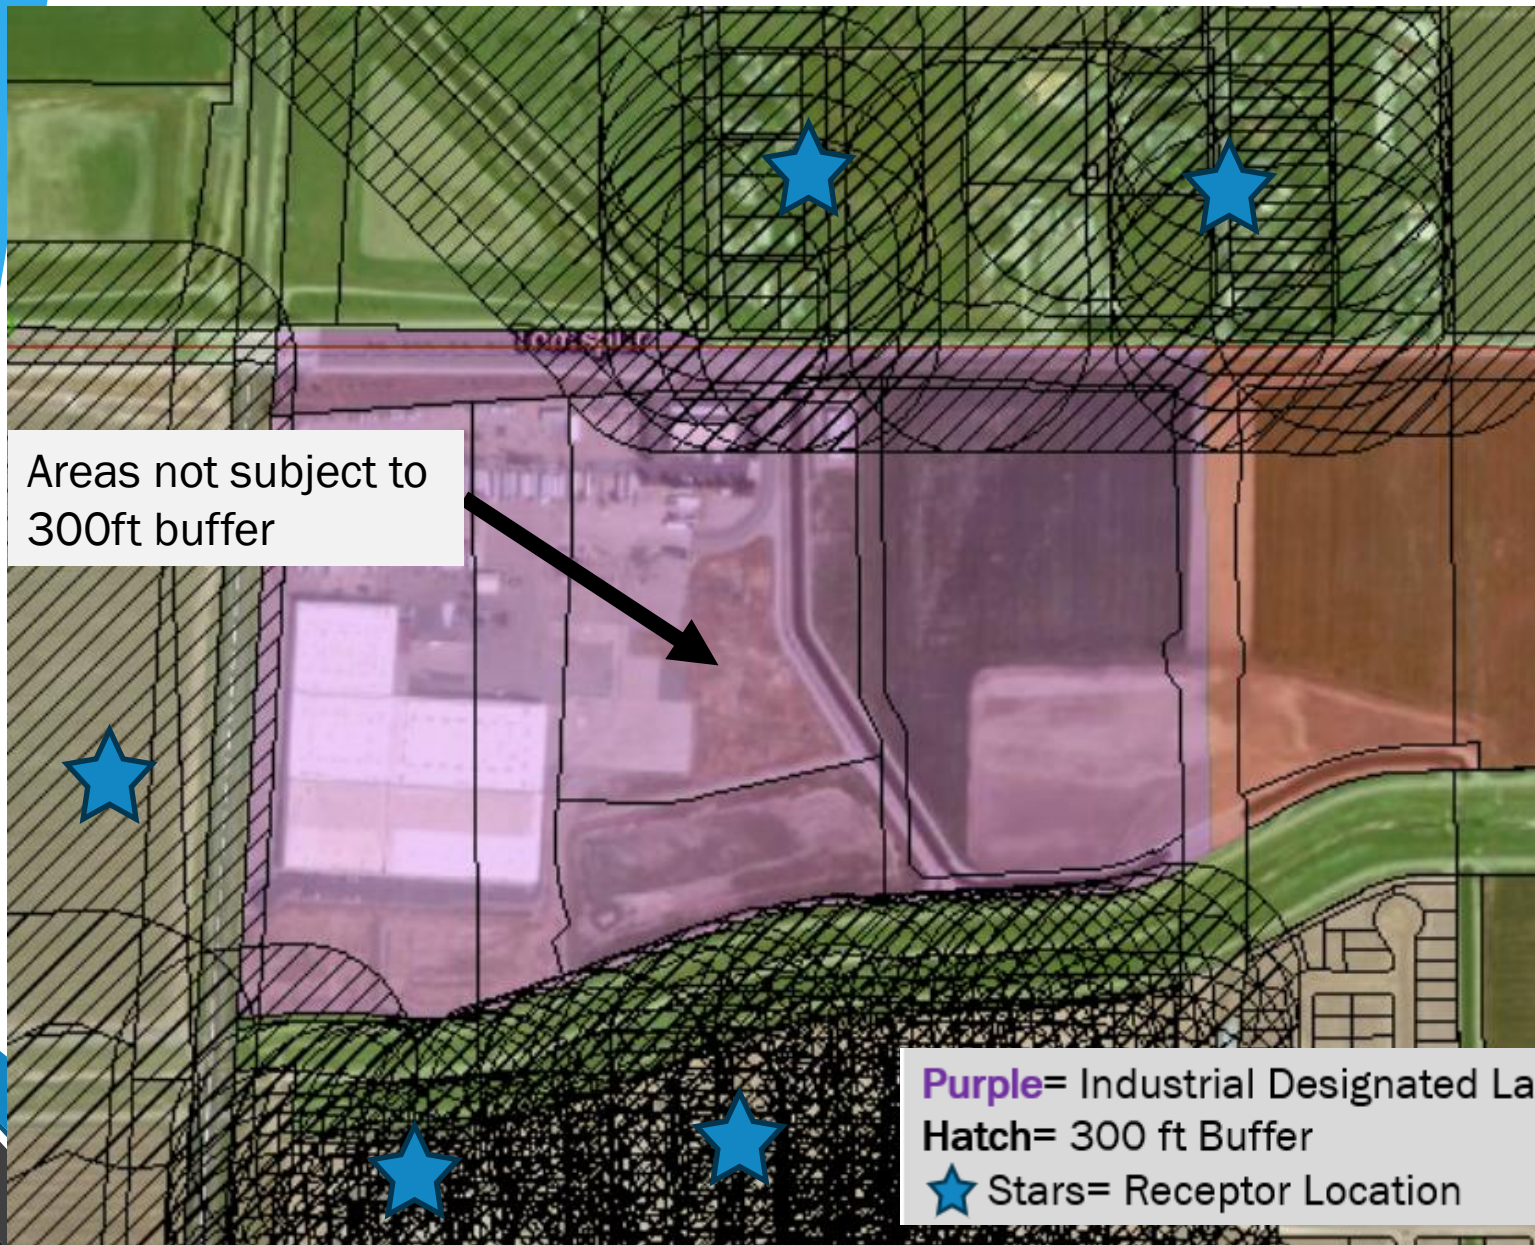 Areas not subject to
300ft buffer
Purple= Industrial Designated La
Hatch= 300 ft Buffer
Stars= Receptor Location